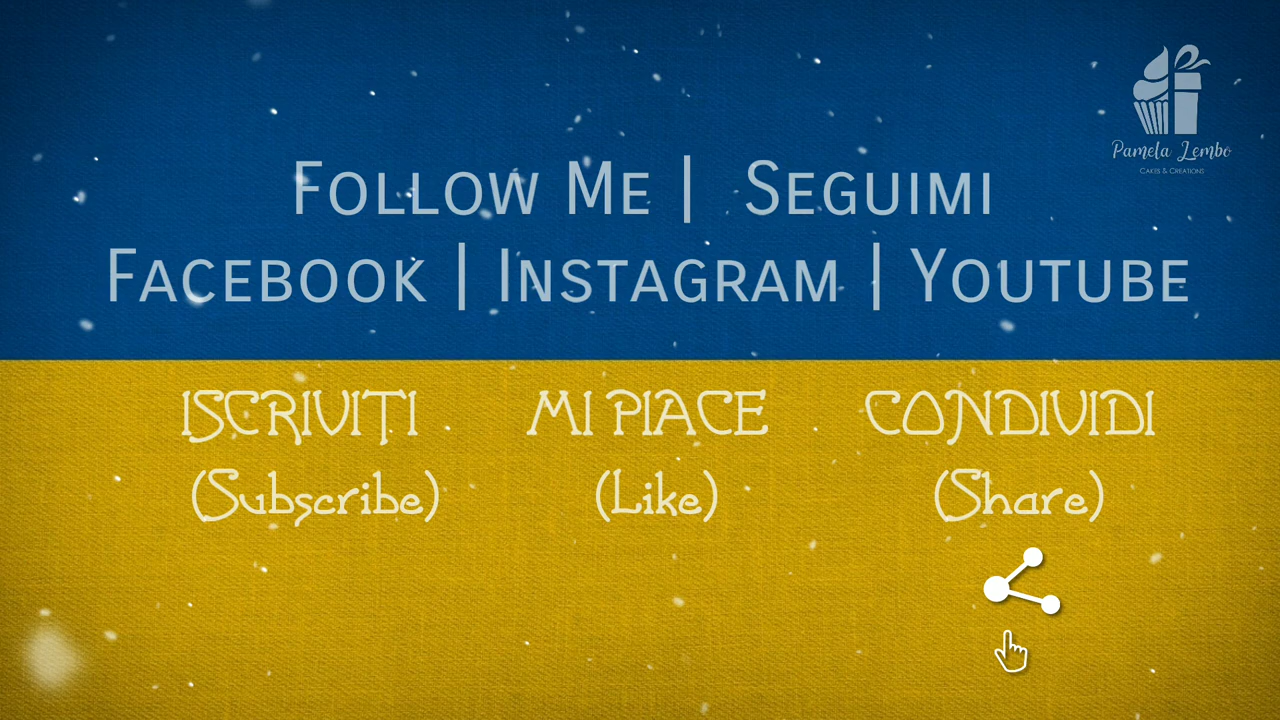 Pamela Lembo
CAKES & CREATIONS
FOLLOW ME | SEGUIMI
FACEBOOK | INSTAGRAM | YOUTUBE
ISCRIVITI MI PIACE CONDIVIDI
(Subscribe) (Like) (Share)